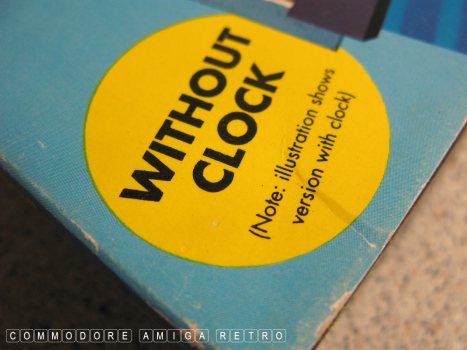 WITHOUT
CLOCK
(Note: illustration shows
version with clock)
COMMODORE AMIGA RETRO